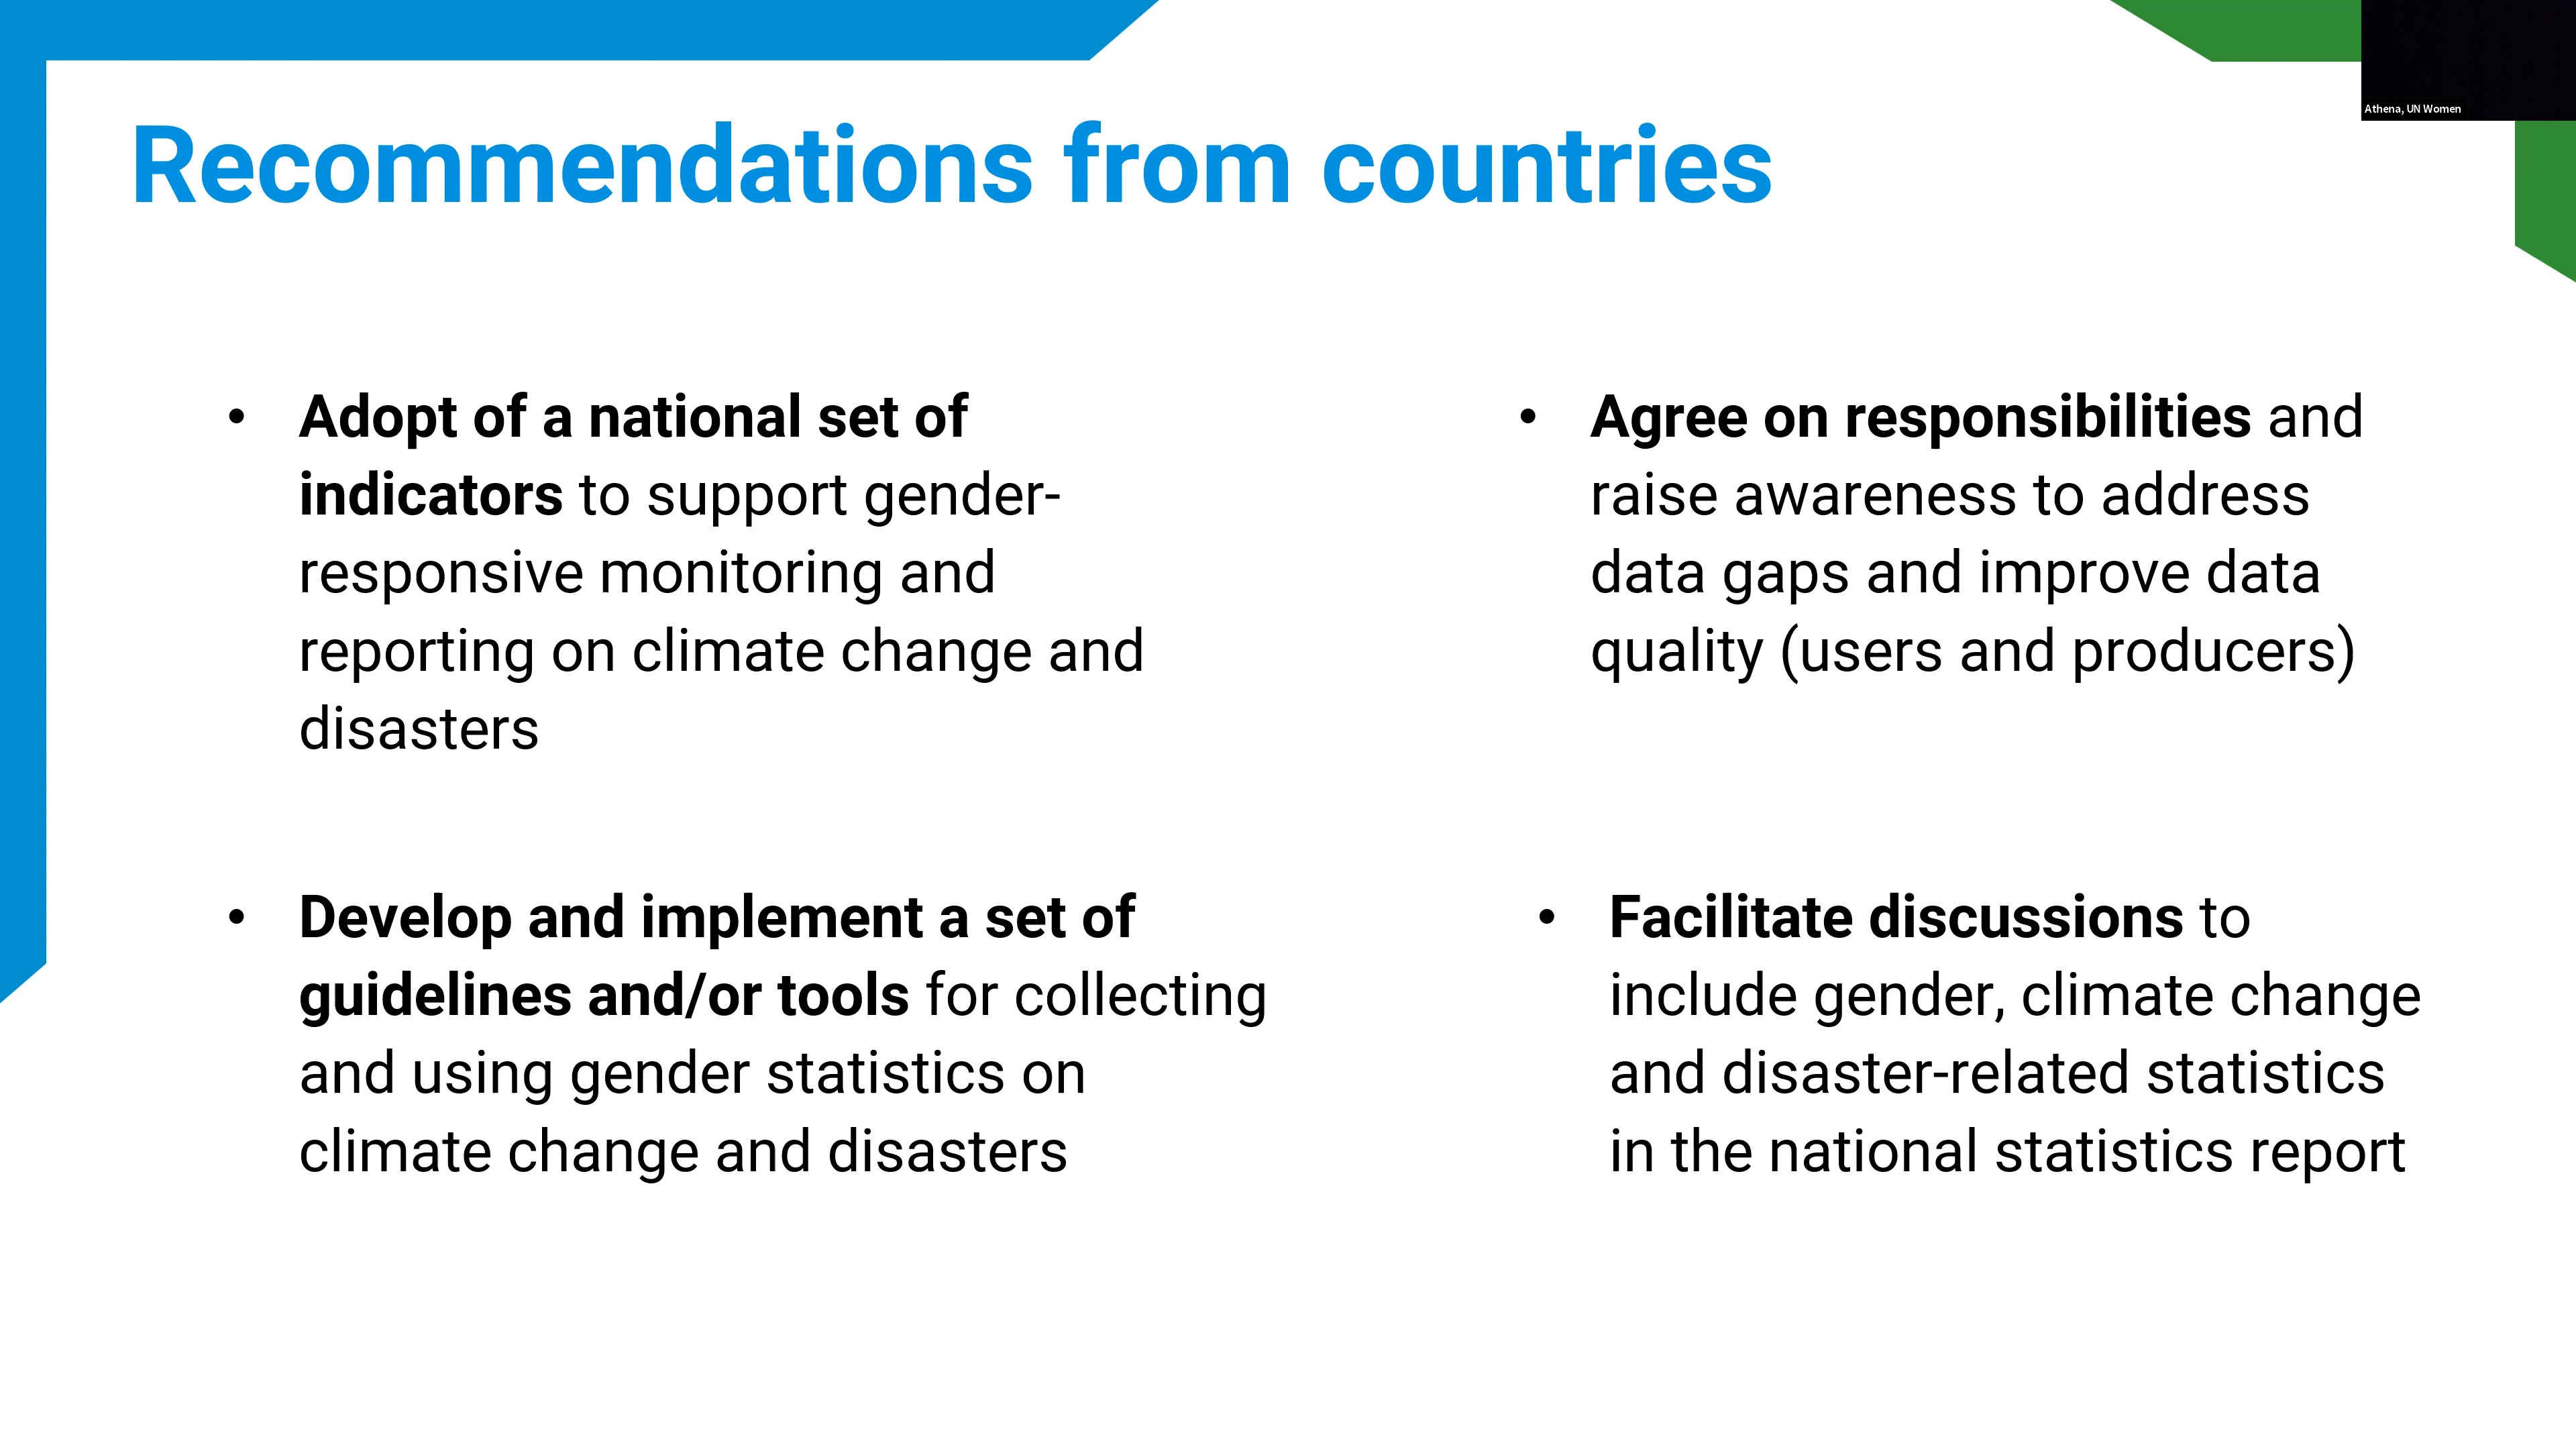 Athena, UN Women
Recommendations from countries
• Adopt of a national set of
indicators to support gender-
responsive monitoring and
reporting on climate change and
disasters
• Develop and implement a set of
guidelines and/or tools for collecting
and using gender statistics on
climate change and disasters
• Agree on responsibilities and
raise awareness to address
data gaps and improve data
quality (users and producers)
• Facilitate discussions to
include gender, climate change
and disaster-related statistics
in the national statistics report